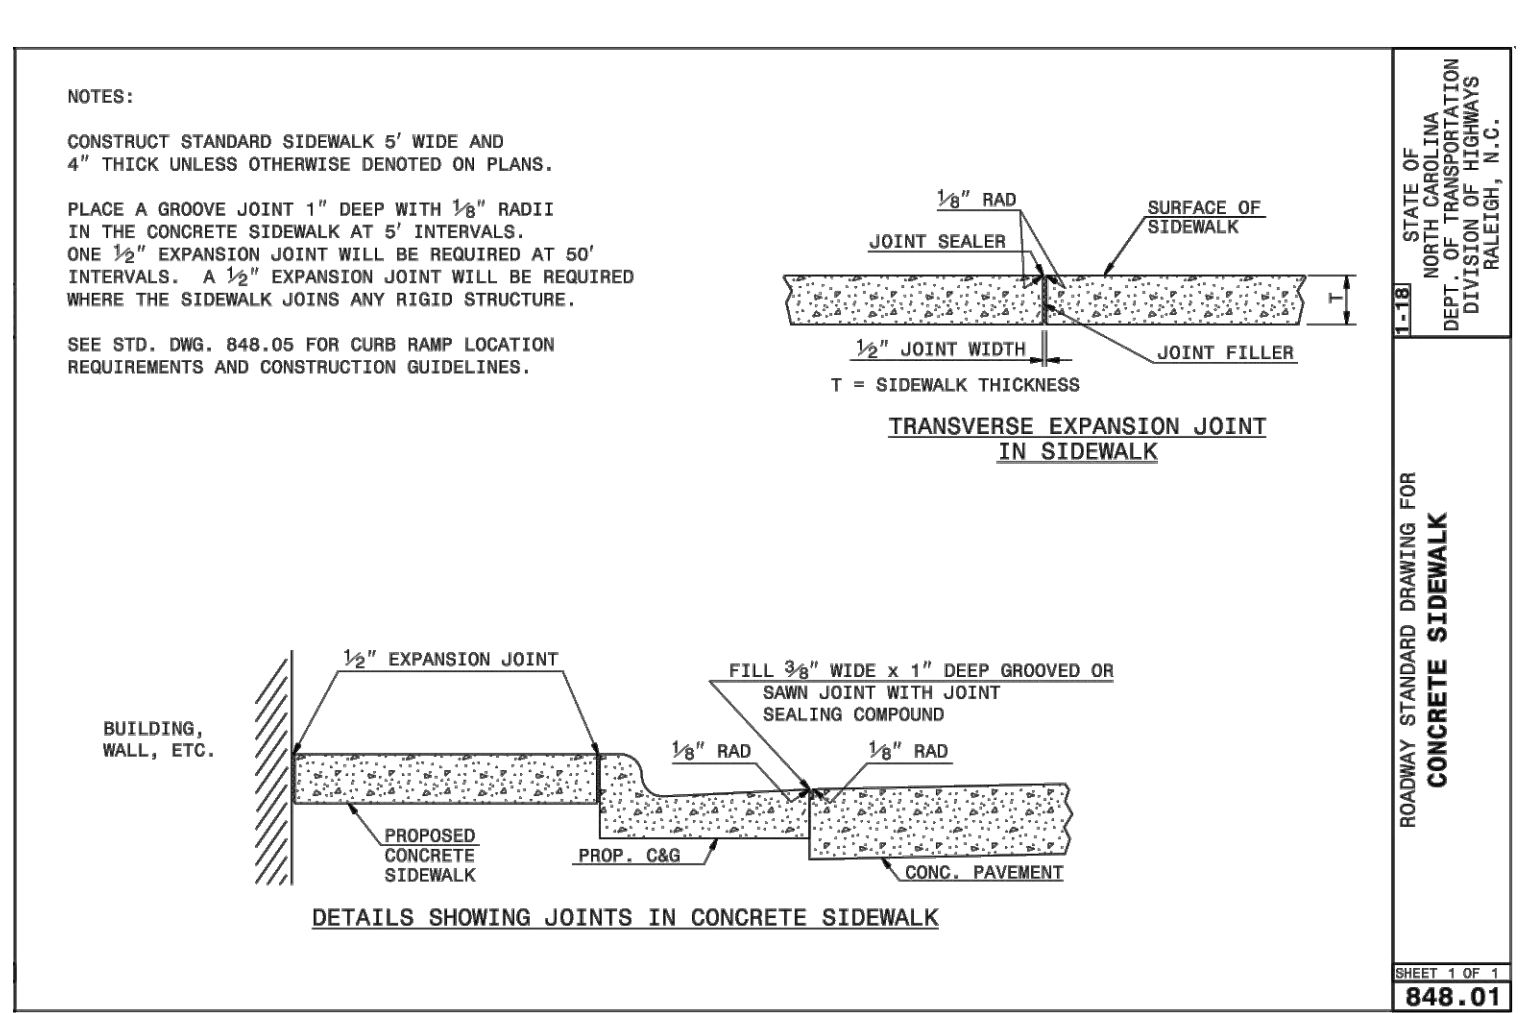 NOTES:
CONSTRUCT STANDARD SIDEWALK 5' WIDE AND
4" THICK UNLESS OTHERWISE DENOTED ON PLANS.
PLACE A GROOVE JOINT 1" DEEP WITH 1/8" RADII
IN THE CONCRETE SIDEWALK AT 5' INTERVALS.
ONE 1/2" EXPANSION JOINT WILL BE REQUIRED AT 50'
INTERVALS.  A 1/2" EXPANSION JOINT WILL BE REQUIRED
WHERE THE SIDEWALK JOINS ANY RIGID STRUCTURE.
SEE STD. DWG. 848.05 FOR CURB RAMP LOCATION
REQUIREMENTS AND CONSTRUCTION GUIDELINES.
1/8" RAD
JOINT SEALER
SURFACE OF
SIDEWALK
T
1/2" JOINT WIDTH
JOINT FILLER
T = SIDEWALK THICKNESS
TRANSVERSE EXPANSION JOINT
IN SIDEWALK
1/2" EXPANSION JOINT
FILL 3/8" WIDE x 1" DEEP GROOVED OR
SAWN JOINT WITH JOINT
SEALING COMPOUND
BUILDING,
WALL, ETC.
1/8" RAD
1/8" RAD
PROPOSED
CONCRETE
SIDEWALK
PROP. C&G
CONC. PAVEMENT
DETAILS SHOWING JOINTS IN CONCRETE SIDEWALK
1-18
STATE OF
NORTH CAROLINA
DEPT. OF TRANSPORTATION
DIVISION OF HIGHWAYS
RALEIGH, N.C.
ROADWAY STANDARD DRAWING FOR
CONCRETE SIDEWALK
SHEET 1 OF 1
848.01